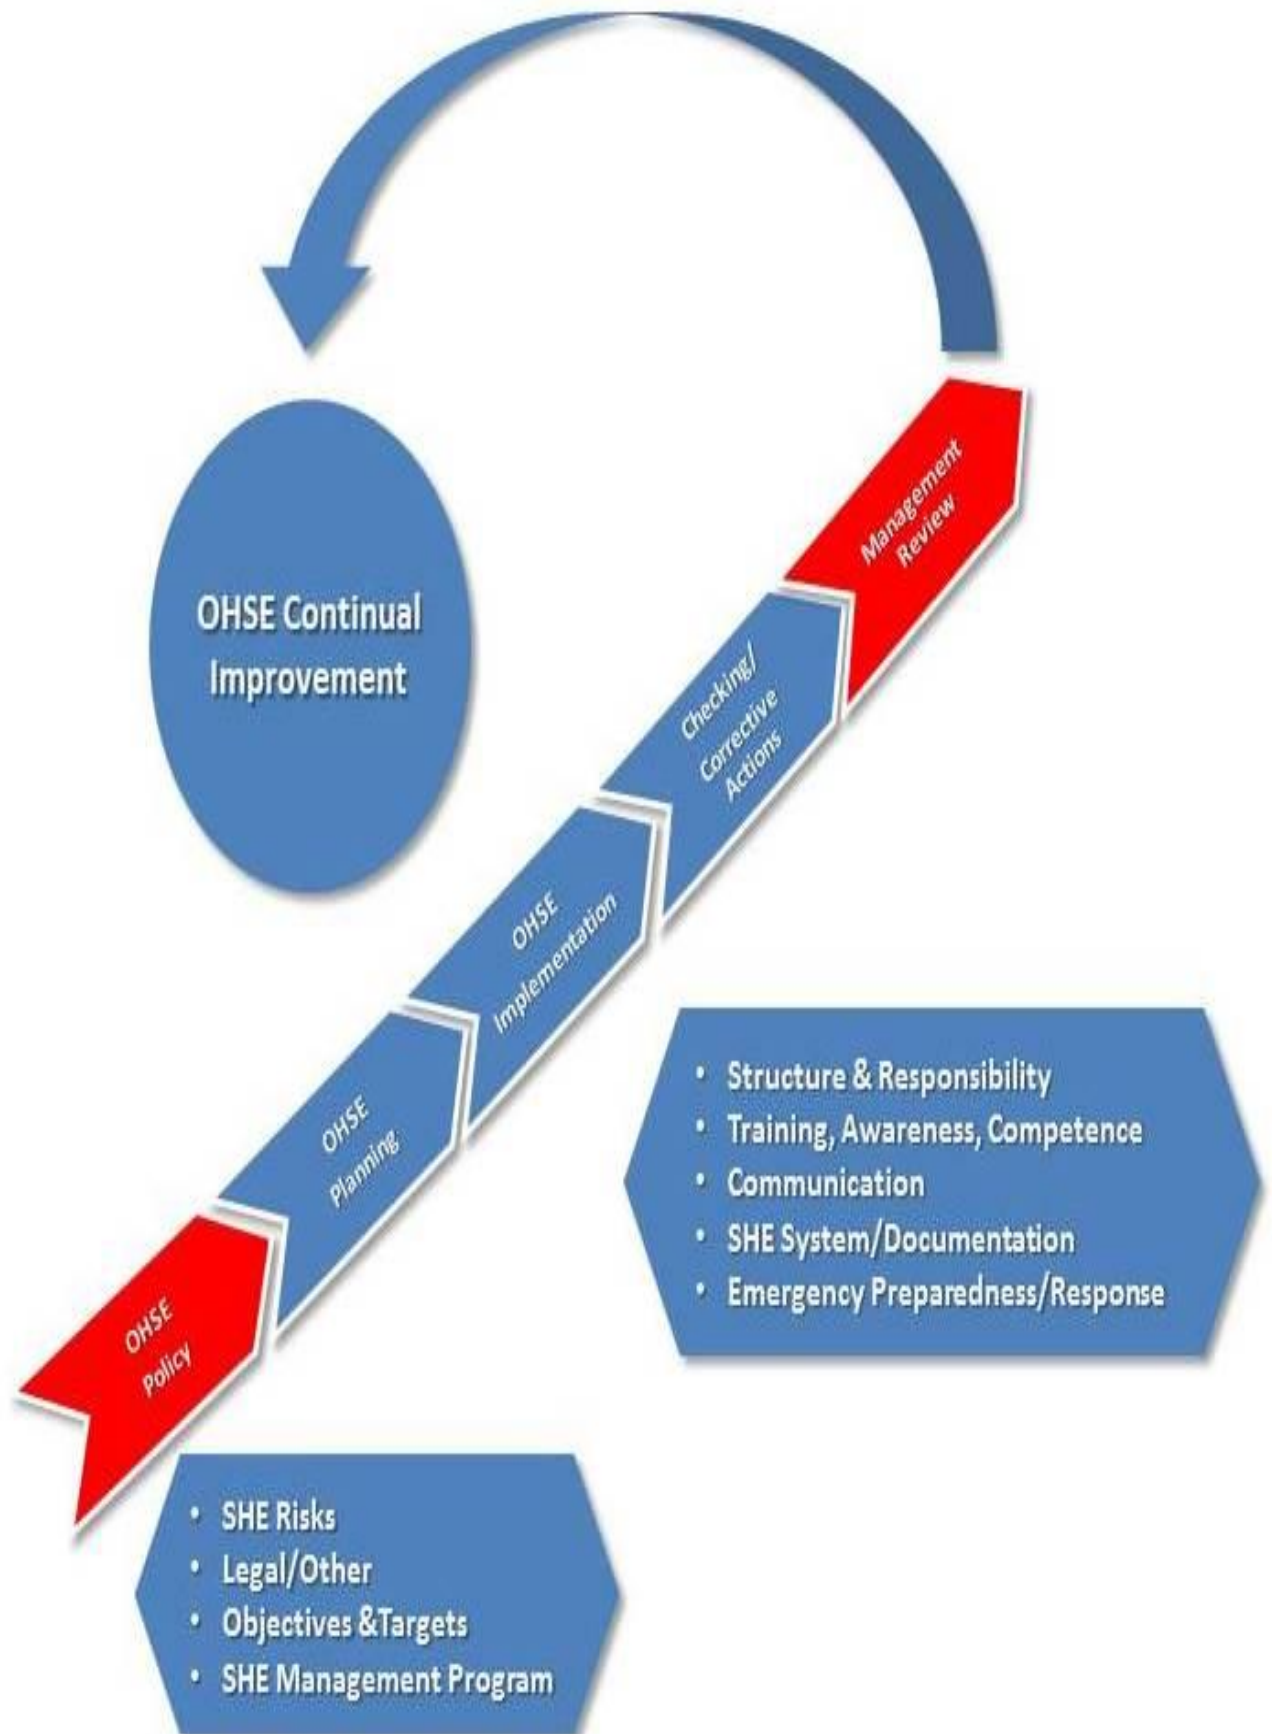 OHSE Continual
Improvement
Management
Review
Checking/
Corrective
Actions
OHSE
Implementation
OHSE
Planning
OHSE
Policy
• Structure & Responsibility
• Training, Awareness, Competence
• Communication
• SHE System/Documentation
• Emergency Preparedness/Response
• SHE Risks
• Legal/Other
• Objectives &Targets
• SHE Management Program